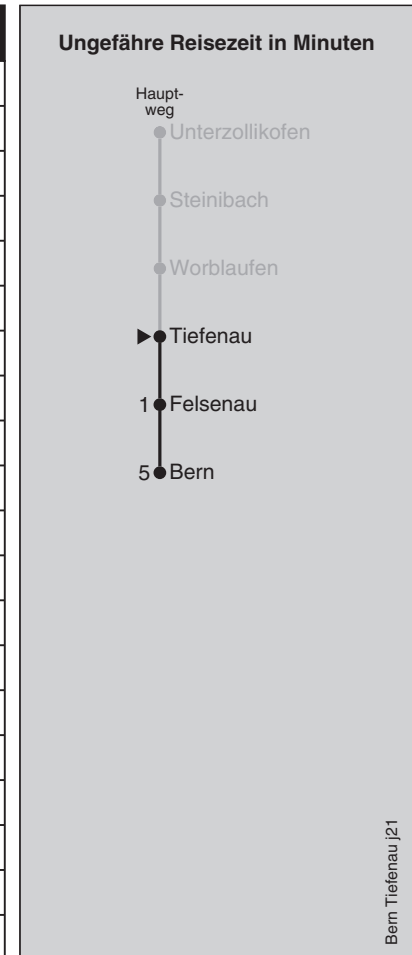 Ungefähre Reisezeit in Minuten
Haupt-
weg
Unterzollikofen
Steinibach
Worblaufen
Tiefenau
1 Felsenau
5 Bern
Bern Tiefenau j21